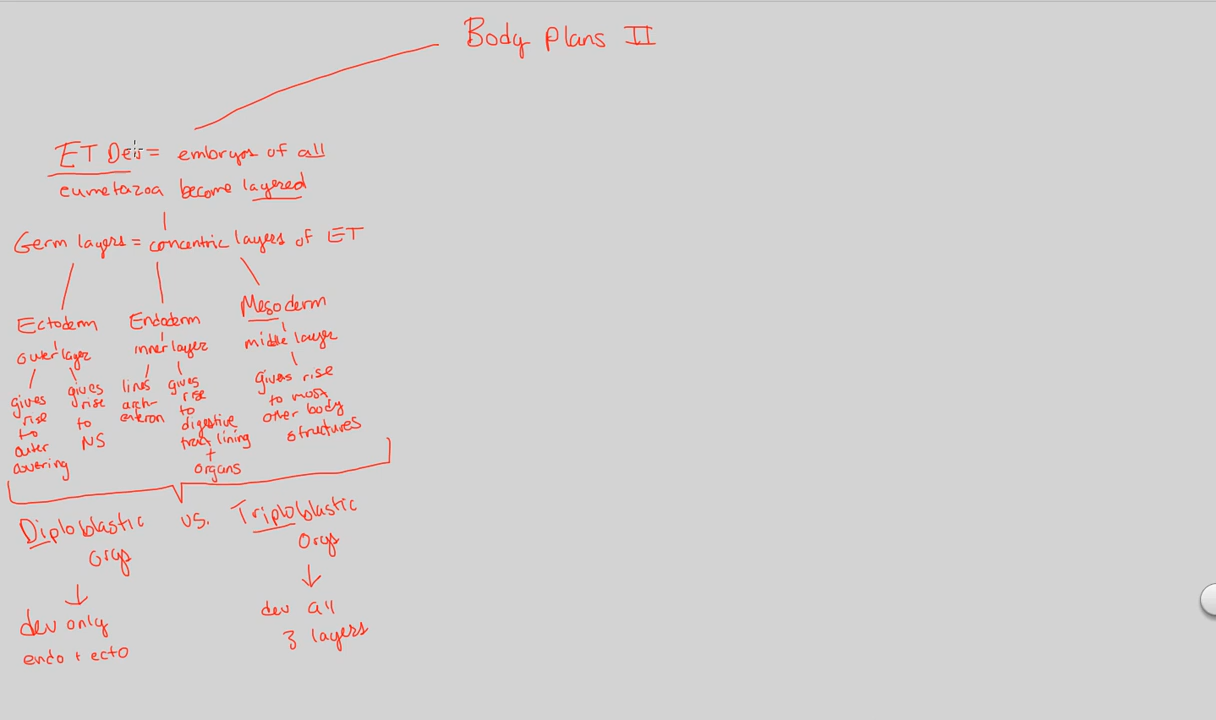 Body Plans II
ET Dev = embryos of all
eumetazoa become layered
Germ layers = concentric layers of ET
Ectoderm
outer layer
gives
rise
to
outer
covering
gives
rise
to
NS
Endoderm
inner layer
lines
arch-
enteron
gives
rise
to
digestive
tract lining
+
organs
Mesoderm
middle layer
gives rise
to most
other body
structures
Diploblastic
orgs
vs.
Triploblastic
orgs
dev only
endo + ecto
dev all
3 layers